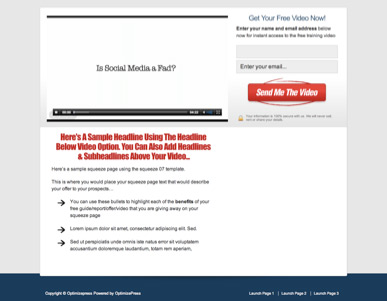 Get Your Free Video Now!
Enter your name and email address below
now for instant access to the free training video
Is Social Media a Fad?
Enter your email...
Send Me The Video
Your information is 100% secure with us. We will never sell,
rent or share your details.
Here's A Sample Headline Using The Headline
Below Video Option. You Can Also Add Headlines
& Subheadlines Above Your Video...
Here's a sample squeeze page using the squeeze 07 template.
This is where you would place your squeeze page text that would describe
your offer to your prospects...
You can use these bullets to highlight each of the benefits of your
free guide/report/offer/video that you are giving away on your
squeeze page
Lorem ipsum dolor sit amet, consectetur adipiscing elit. Sed
Sed ut perspiciatis unde omnis iste natus error sit voluptatem
accusantium doloremque laudantium, totam rem aperiam,
Copyright © Optimizepress Powered by OptimizePress
Launch Page 1 | Launch Page 2 | Launch Page 3